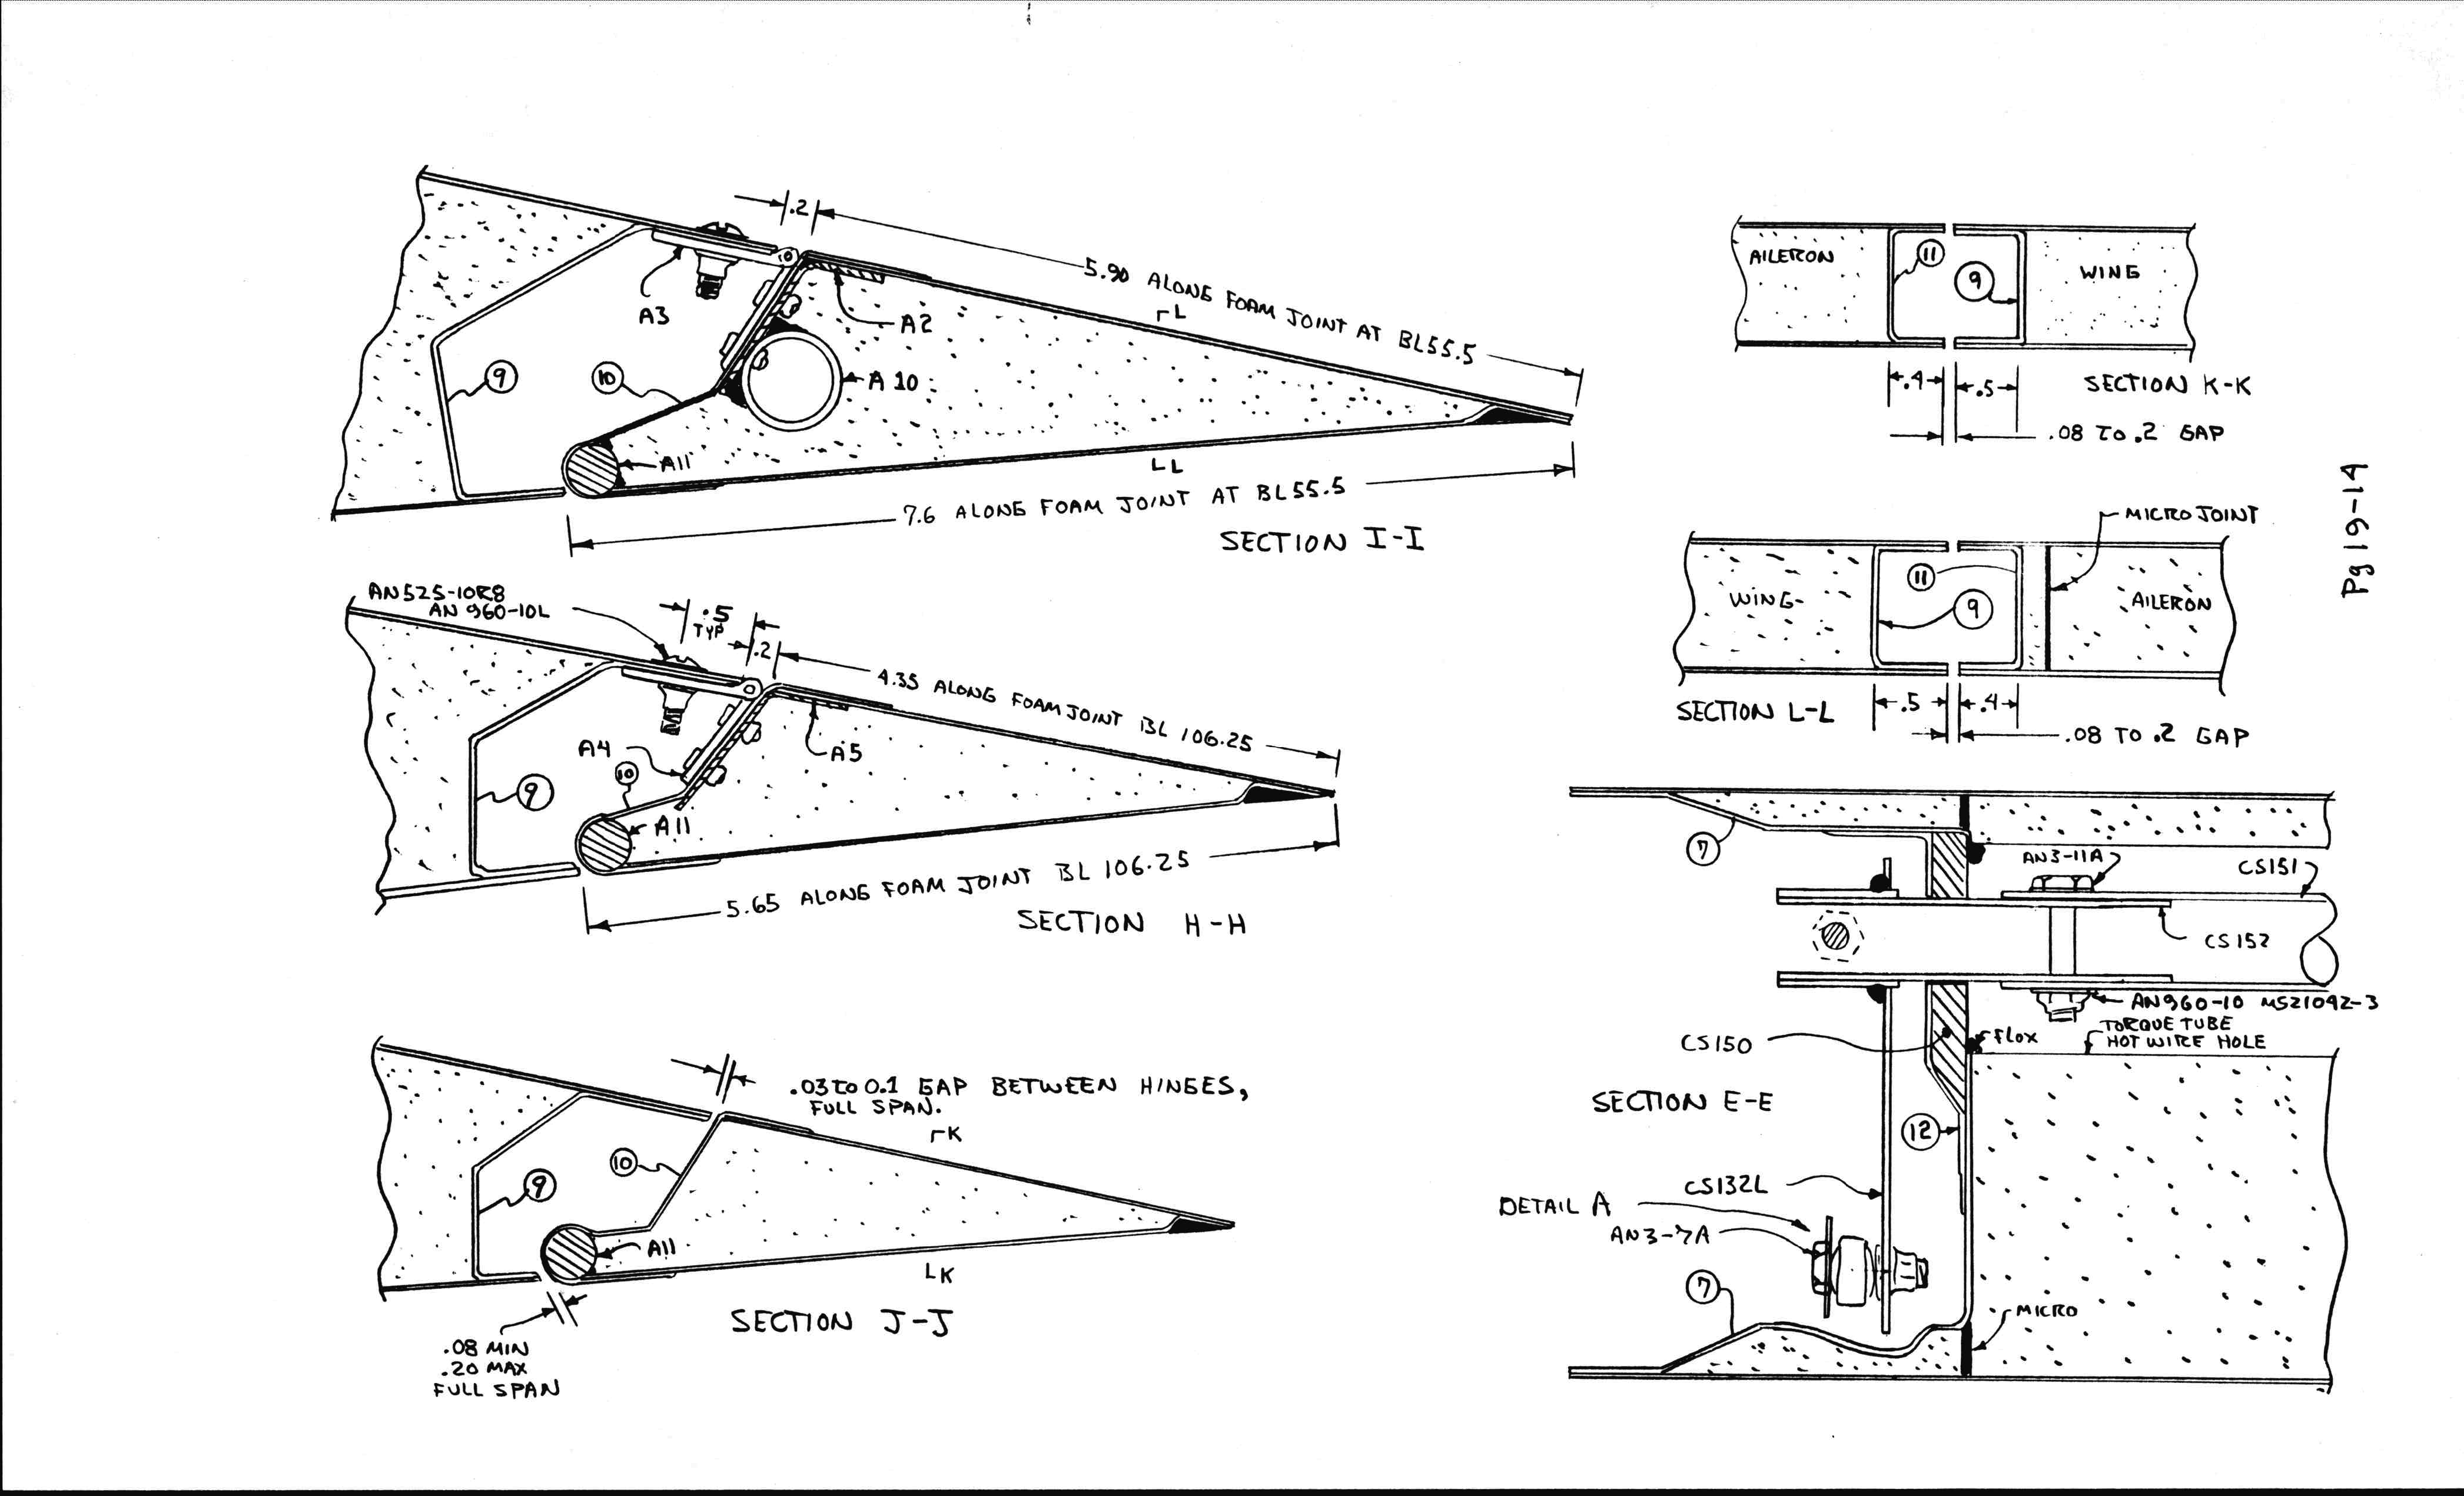 .2
5.90 ALONG FOAM JOINT AT BL55.5
A3
A2
┌L
9
10
A 10
A11
LL
7.6 ALONG FOAM JOINT AT BL55.5
SECTION I-I
AN525-10R8
AN 960-10L
.5
TYP
.2
4.35 ALONG FOAM JOINT BL 106.25
A4
A5
10
9
A11
5.65 ALONG FOAM JOINT BL 106.25
SECTION H-H
.03 TO 0.1 GAP BETWEEN HINGES,
FULL SPAN.
┌K
10
9
A11
LK
SECTION J-J
.08 MIN
.20 MAX
FULL SPAN
AILERON
11
9
WING
.4
.5
SECTION K-K
.08 TO .2 GAP
MICRO JOINT
WING
11
9
AILERON
SECTION L-L
.5
.4
.08 TO .2 GAP
7
AN3-11A
CS151
CS152
AN960-10 MS21042-3
TORQUE TUBE
HOT WIRE HOLE
FLOX
CS150
SECTION E-E
12
CS132L
DETAIL A
AN3-7A
7
MICRO
Pg 19-14